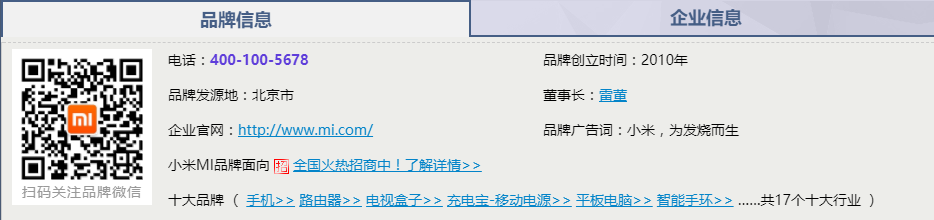 品牌信息 企业信息
电话：400-100-5678 品牌创立时间：2010年
品牌发源地：北京市 董事长：雷董
企业官网：http://www.mi.com/ 品牌广告词：小米，为发烧而生
小米MI品牌面向 招 全国火热招商中！了解详情>>
十大品牌（ 手机>> 路由器>> 电视盒子>> 充电宝-移动电源>> 平板电脑>> 智能手环>> ......共17个十大行业 ）
mi
扫码关注品牌微信